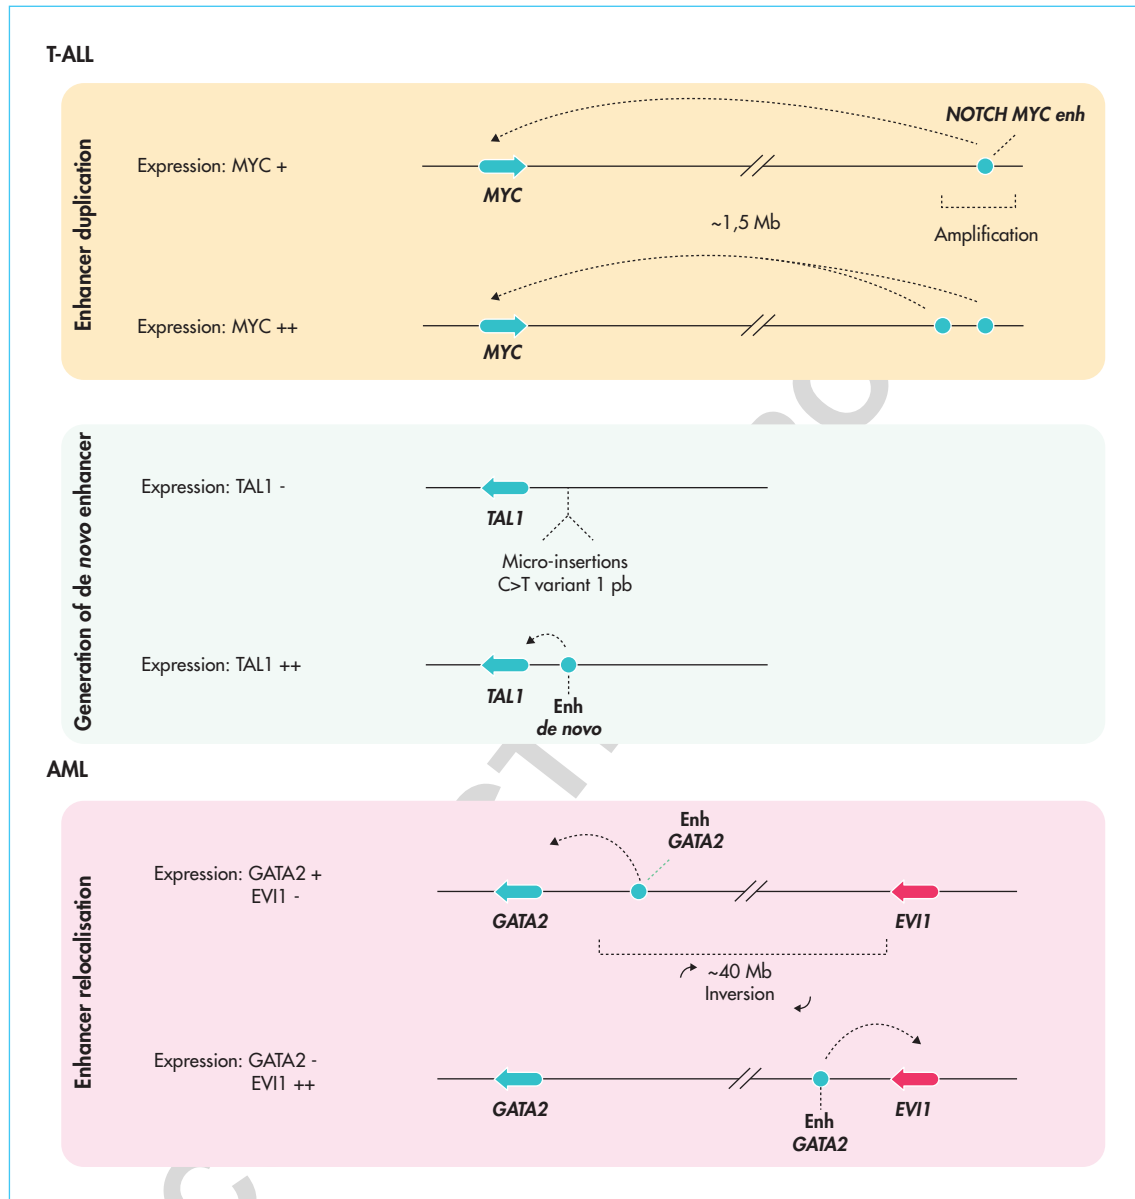 T-ALL
Enhancer duplication
NOTCH MYC enh
Expression: MYC +
MYC
~1,5 Mb
Amplification
Expression: MYC ++
MYC
Generation of de novo enhancer
Expression: TAL1 -
TAL1
Micro-insertions
C>T variant 1 pb
Expression: TAL1 ++
TAL1
Enh
de novo
AML
Enhancer relocalisation
Enh
GATA2
Expression: GATA2 +
EVI1 -
GATA2
EVI1
~40 Mb
Inversion
Expression: GATA2 -
EVI1 ++
GATA2
EVI1
Enh
GATA2